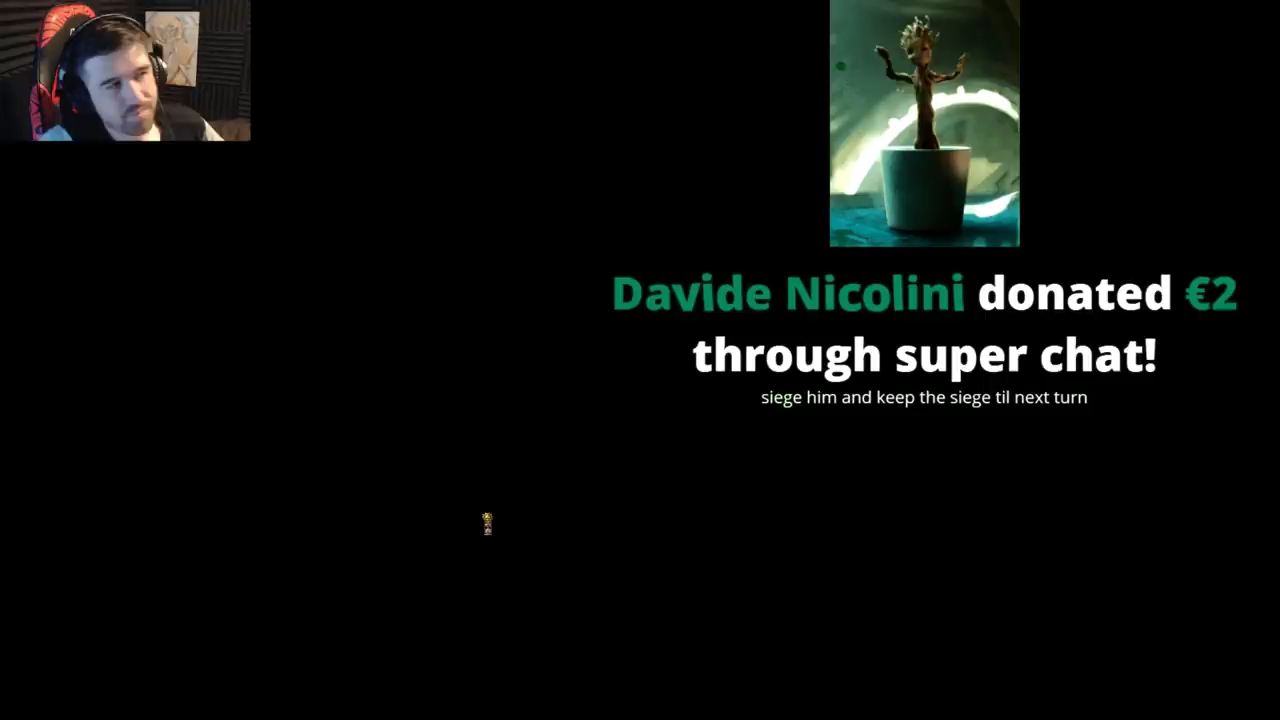 Davide Nicolini donated €2
through super chat!
siege him and keep the siege til next turn